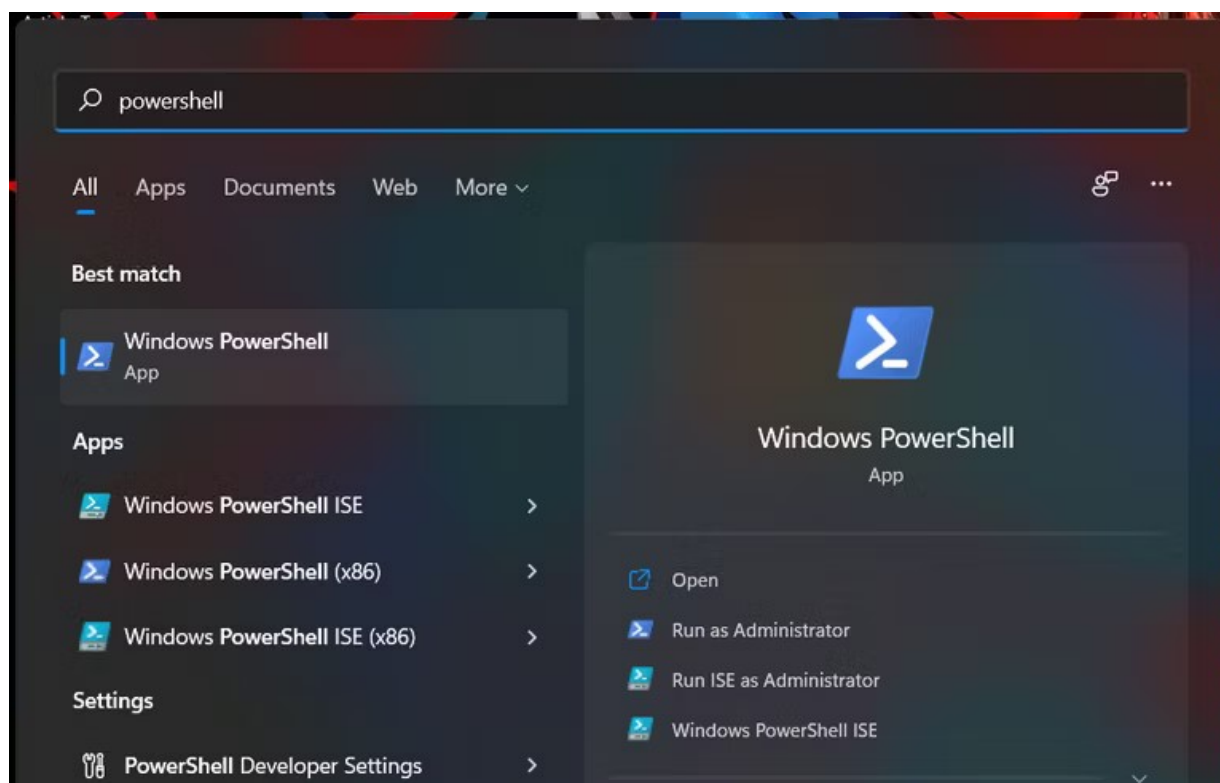 powershell
All Apps Documents Web More
Best match
Windows PowerShell
App
Apps
Windows PowerShell ISE
Windows PowerShell (x86)
Windows PowerShell ISE (x86)
Settings
PowerShell Developer Settings
Windows PowerShell
App
Open
Run as Administrator
Run ISE as Administrator
Windows PowerShell ISE